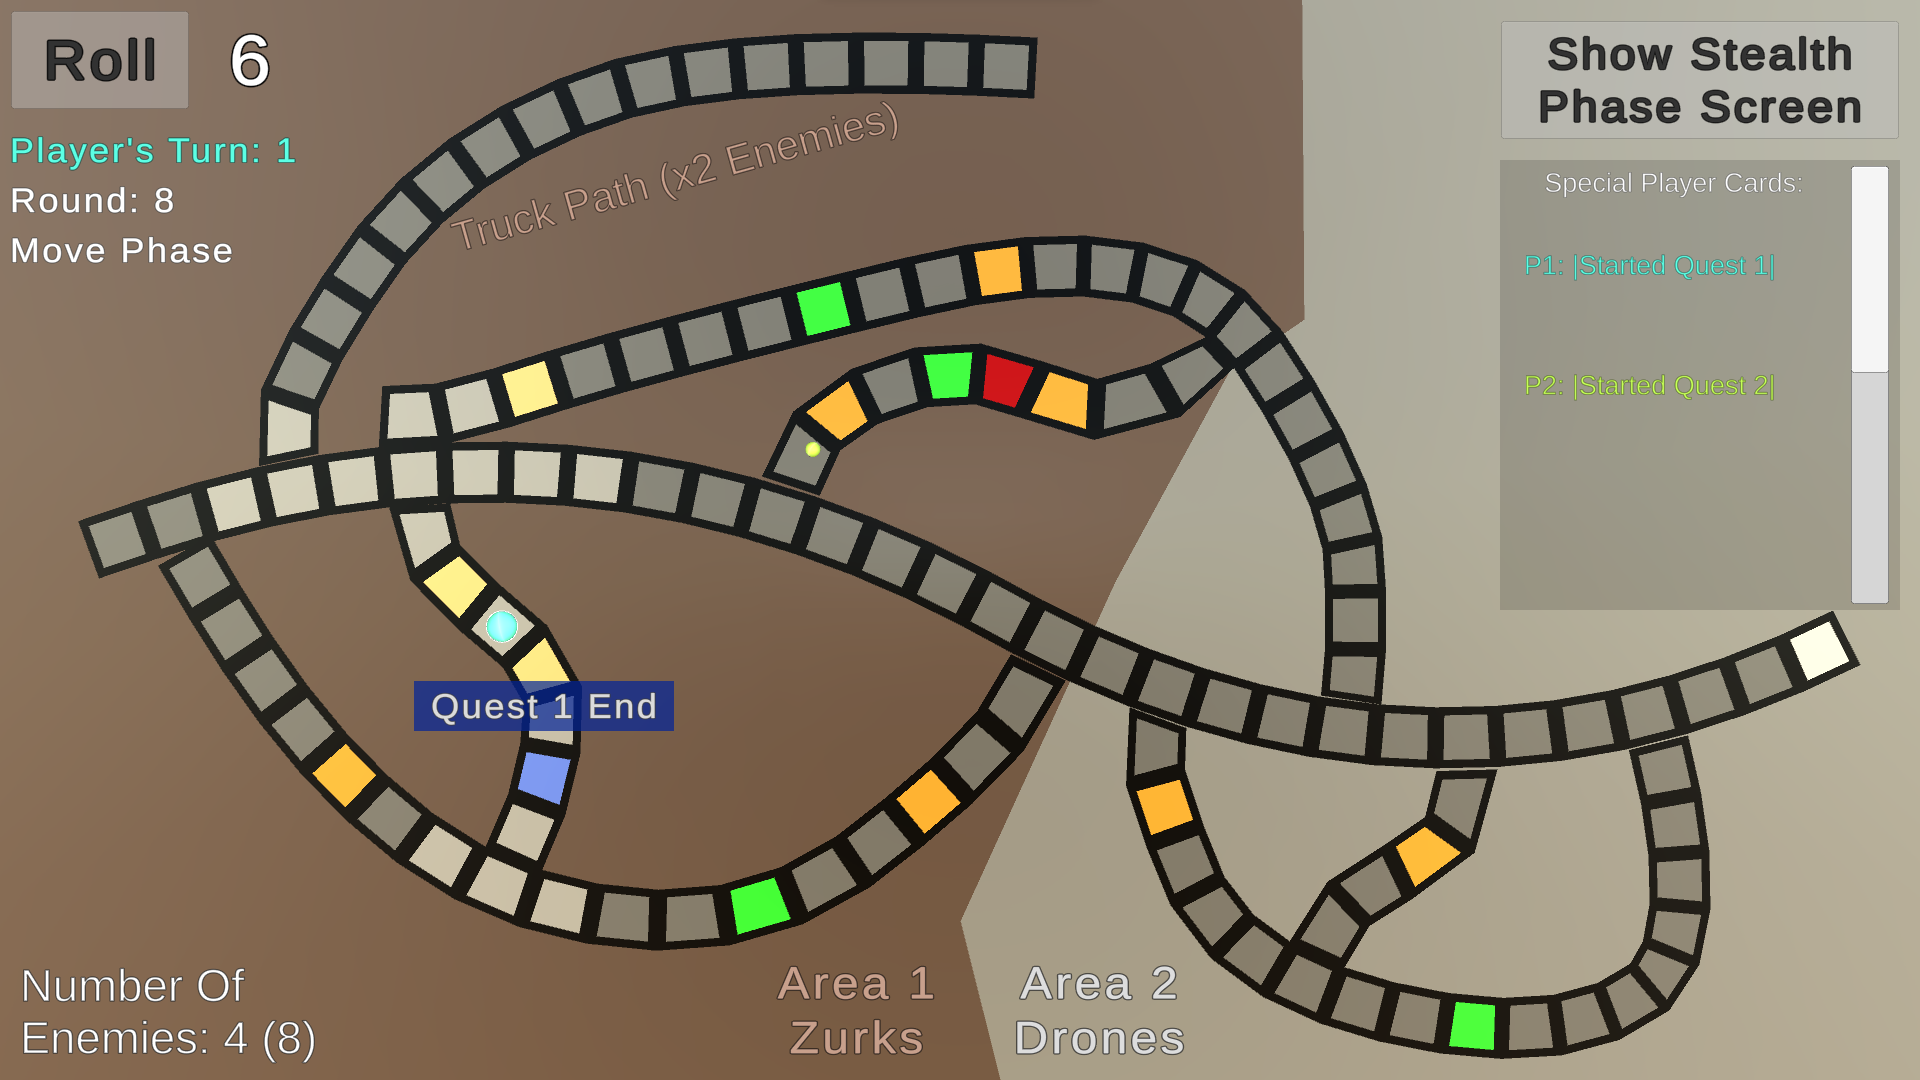 Roll 6
Player's Turn: 1
Round: 8
Move Phase
Truck Path (x2 Enemies)
Show Stealth
Phase Screen
Special Player Cards:
P1: |Started Quest 1|
P2: |Started Quest 2|
Quest 1 End
Number Of
Enemies: 4 (8)
Area 1
Zurks
Area 2
Drones